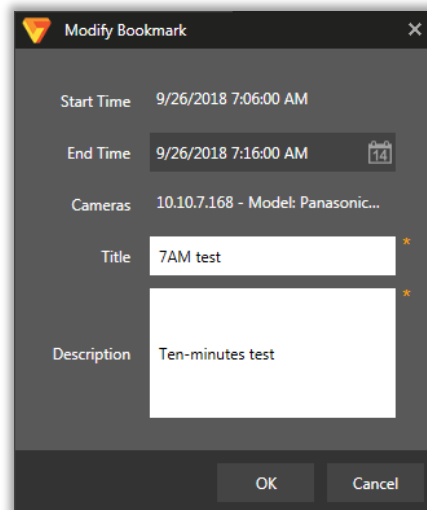 Modify Bookmark
Start Time 9/26/2018 7:06:00 AM
End Time 9/26/2018 7:16:00 AM 14
Cameras 10.10.7.168 - Model: Panasonic...
Title 7AM test *
*
Description Ten-minutes test
OK Cancel